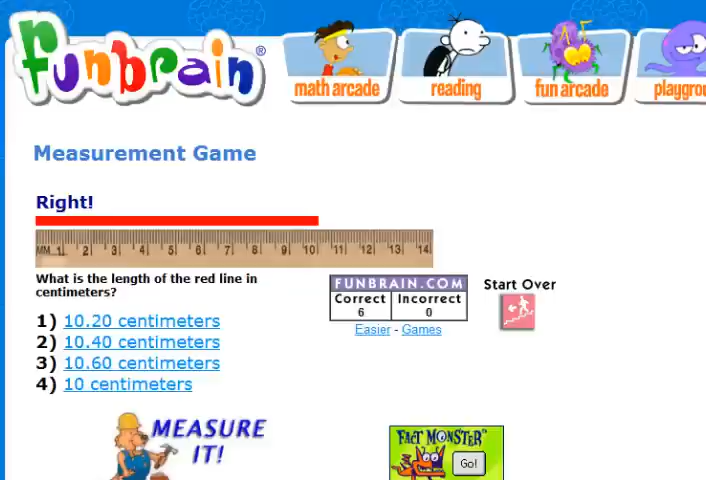 funbrain®
math arcade
reading
fun arcade
Measurement Game
Right!
MM 1 2 3 4 5 6 7 8 9 10 11 12 13 14
What is the length of the red line in
centimeters?
1) 10.20 centimeters
2) 10.40 centimeters
3) 10.60 centimeters
4) 10 centimeters
FUNBRAIN.COM
Correct Incorrect
6 0
Easier - Games
Start Over
MEASURE
IT!
FACT MONSTER™
Go!